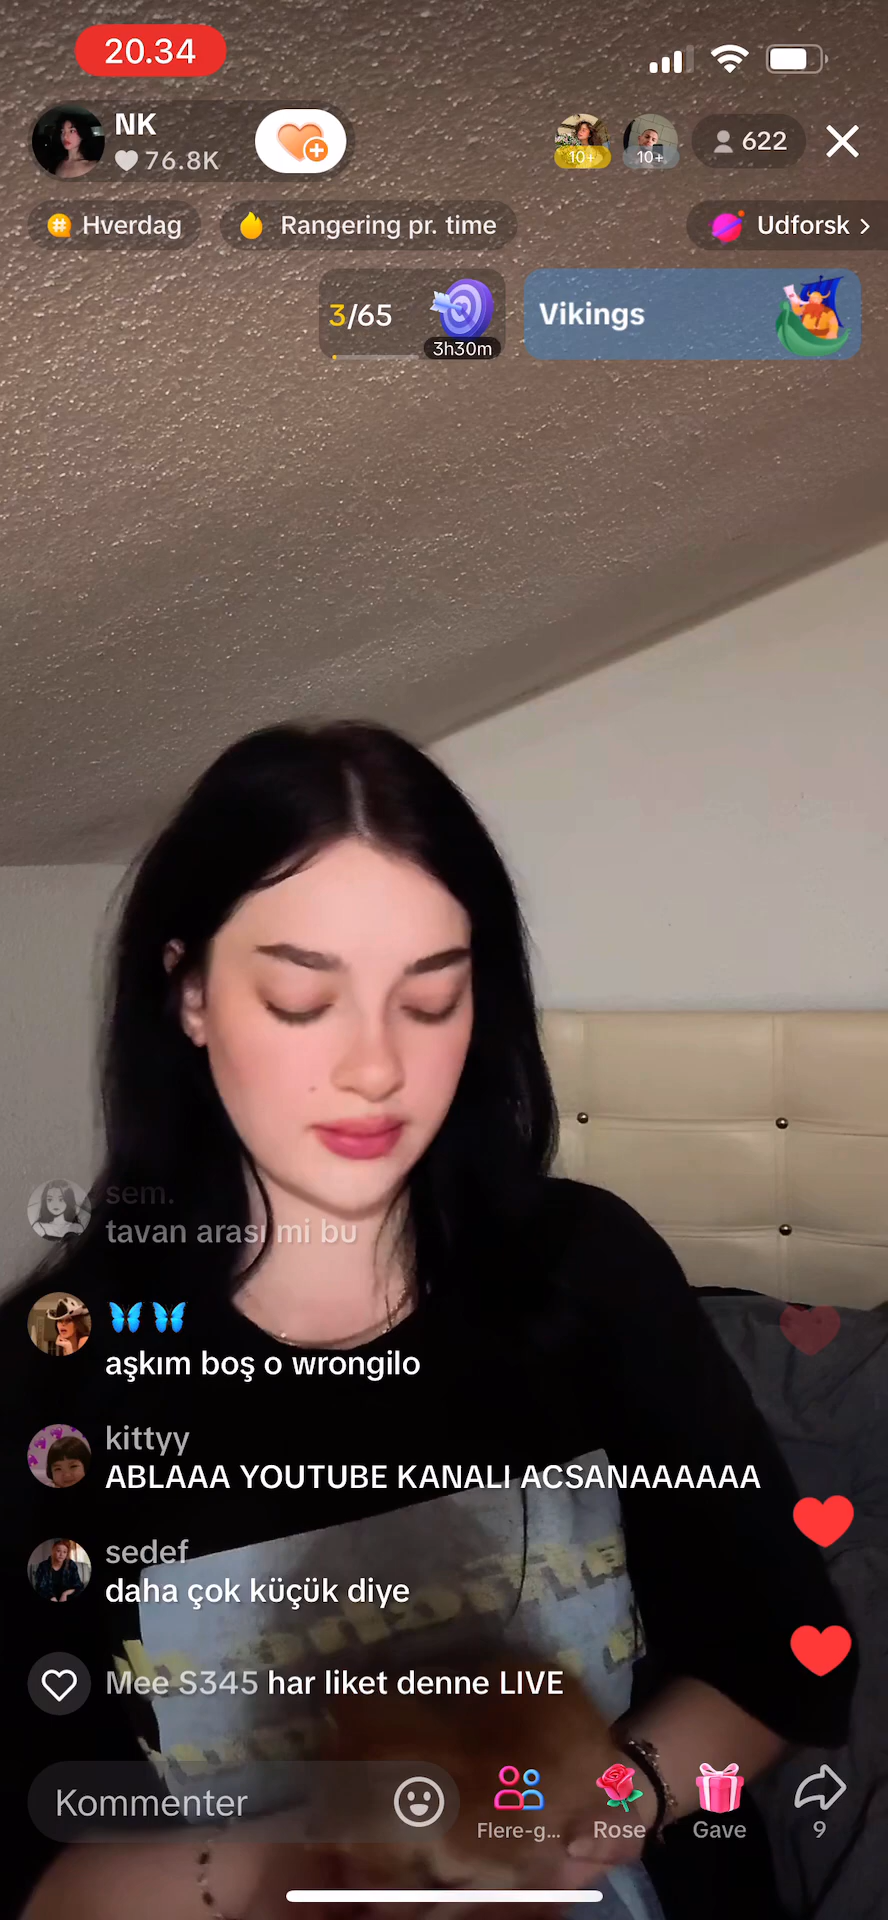 20.34
NK
76.8K
10+
10+
622
Hverdag
Rangering pr. time
Udforsk
3/65
3h30m
Vikings
sem.
tavan arası mi bu
🦋🦋
aşkım boş o wrongilo
kittyy
ABLAAA YOUTUBE KANALI ACSANAAAAAA
sedef
daha çok küçük diye
Mee S345 har liket denne LIVE
Kommenter
Flere-g...
Rose
Gave
9